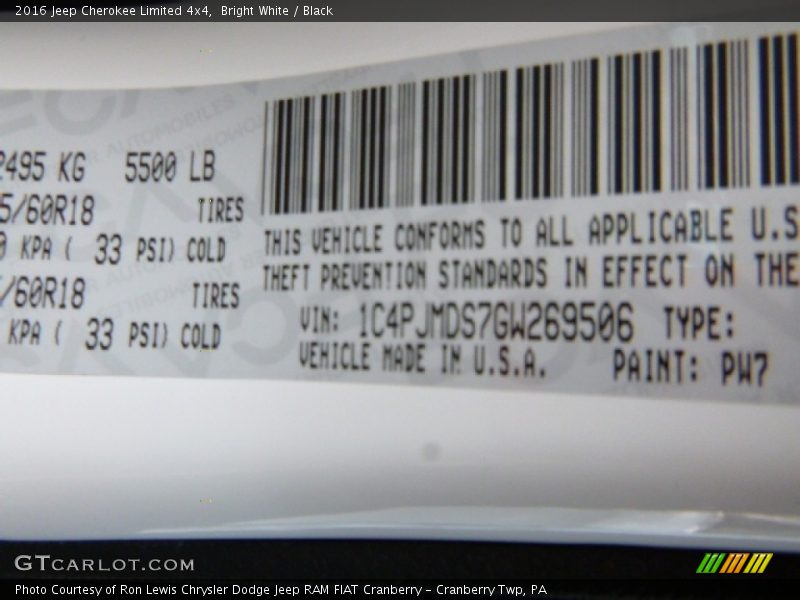 2016 Jeep Cherokee Limited 4x4, Bright White / Black
2495 KG 5500 LB
5/60R18 TIRES
0 KPA ( 33 PSI) COLD
/60R18 TIRES
KPA ( 33 PSI) COLD
THIS VEHICLE CONFORMS TO ALL APPLICABLE U.S
THEFT PREVENTION STANDARDS IN EFFECT ON THE
VIN: 1C4PJMDS7GW269506 TYPE:
VEHICLE MADE IN U.S.A. PAINT: PW7
GTCARLOT.COM
Photo Courtesy of Ron Lewis Chrysler Dodge Jeep RAM FIAT Cranberry – Cranberry Twp, PA